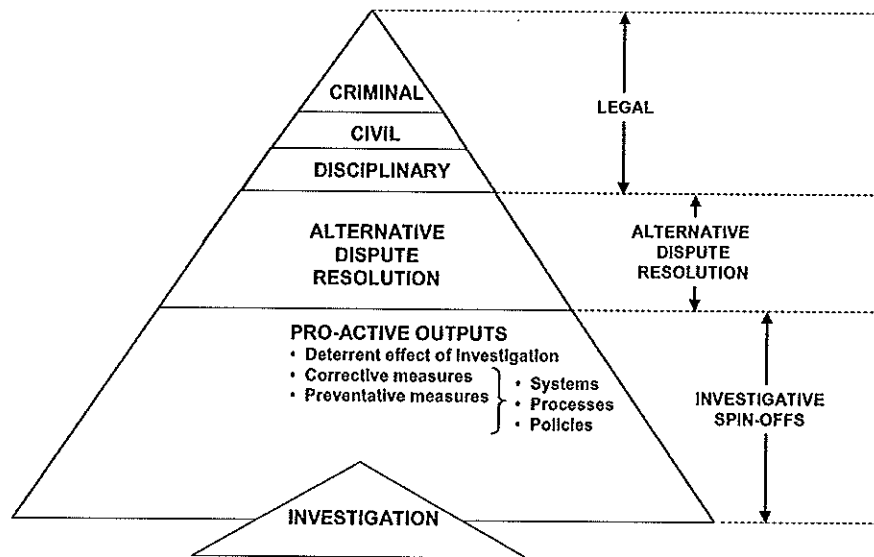 CRIMINAL
CIVIL
DISCIPLINARY
LEGAL
ALTERNATIVE
DISPUTE
RESOLUTION
ALTERNATIVE
DISPUTE
RESOLUTION
PRO-ACTIVE OUTPUTS
• Deterrent effect of Investigation
• Corrective measures
• Preventative measures
• Systems
• Processes
• Policies
INVESTIGATIVE
SPIN-OFFS
INVESTIGATION